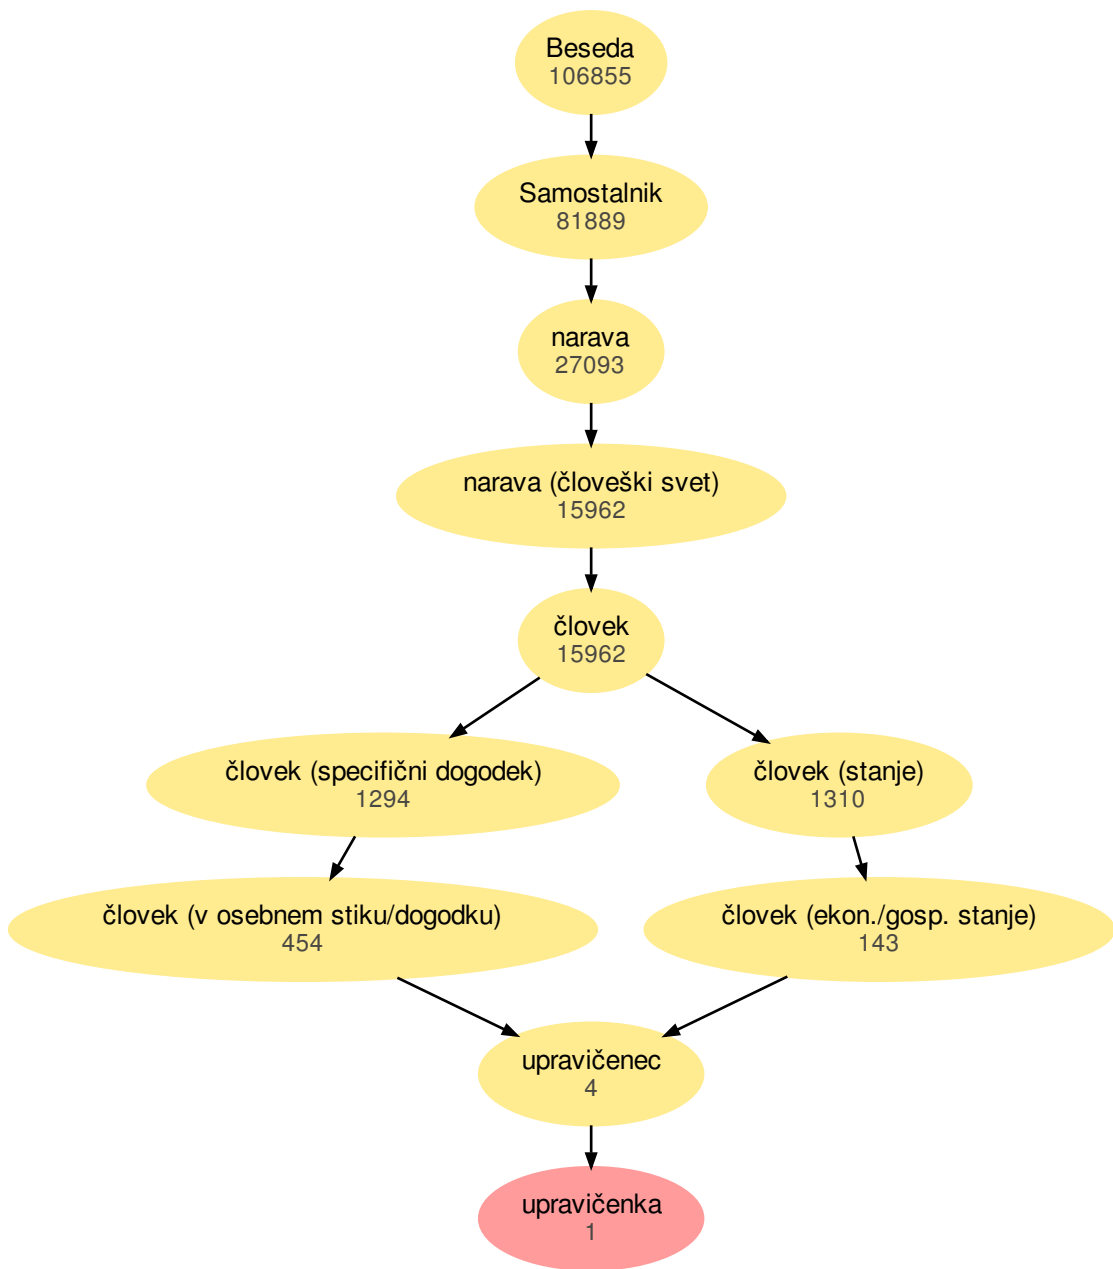 Beseda
106855
Samostalnik
81889
narava
27093
narava (človeški svet)
15962
človek
15962
človek (specifični dogodek)
1294
človek (stanje)
1310
človek (v osebnem stiku/dogodku)
454
človek (ekon./gosp. stanje)
143
upravičenec
4
upravičenka
1